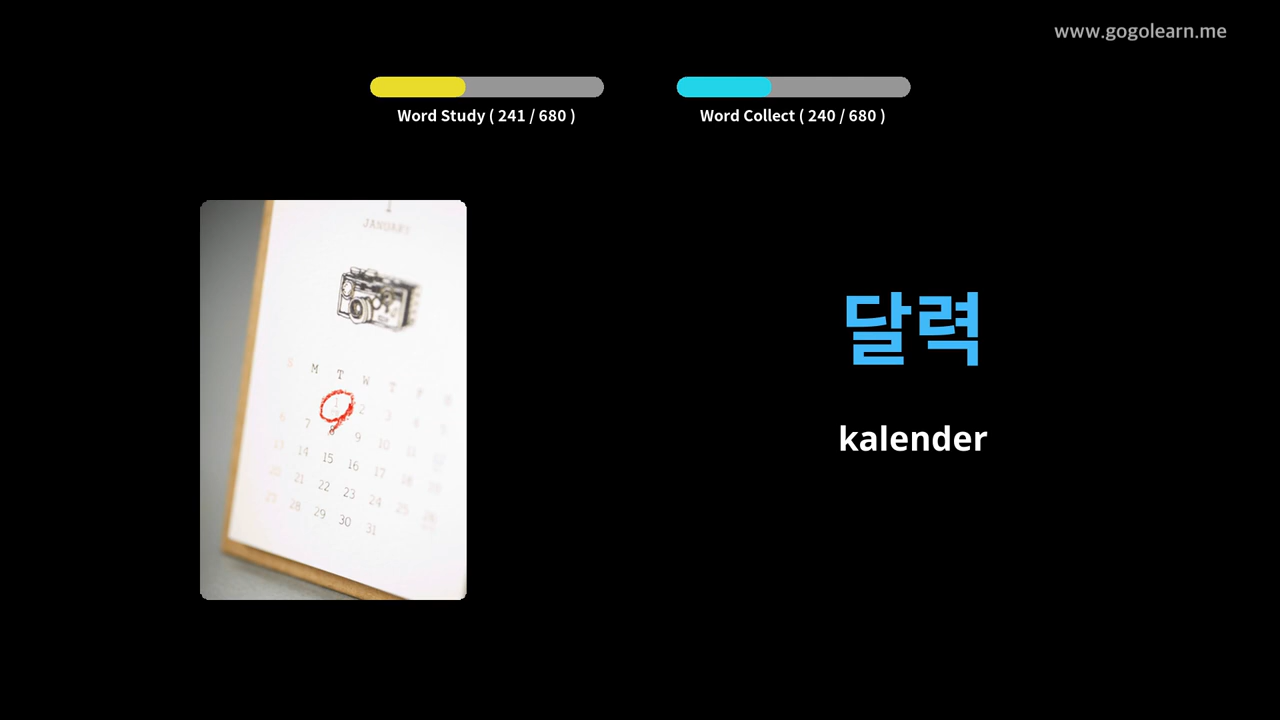 www.gogolearn.me
Word Study ( 241 / 680 )
Word Collect ( 240 / 680 )
JANUARY
S M T W T F
1 2 3 4 5
6 7 8 9 10 11
13 14 15 16 17 18
20 21 22 23 24 25 26
27 28 29 30 31
달력
kalender